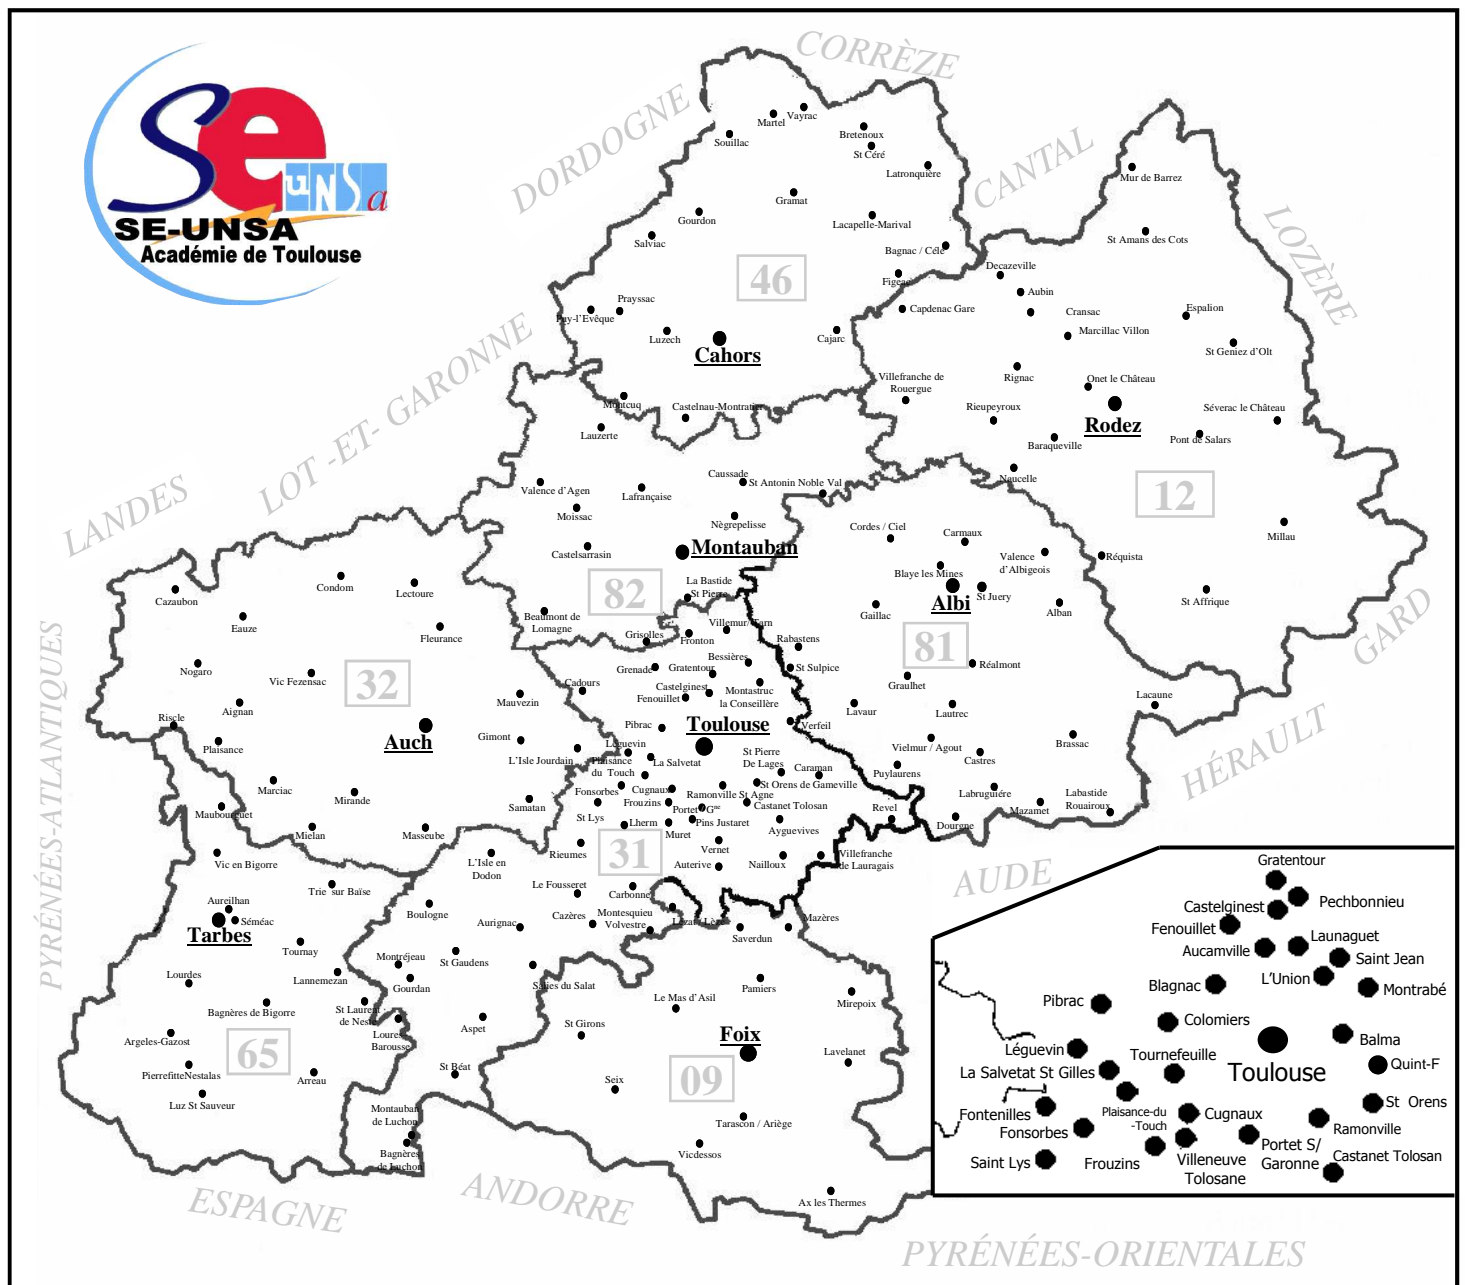 CORRÈZE
DORDOGNE
CANTAL
LOZÈRE
LOT -ET- GARONNE
LANDES
PYRÉNÉES-ATLANTIQUES
GARD
HÉRAULT
AUDE
ESPAGNE
ANDORRE
PYRÉNÉES-ORIENTALES
Se
uNSa
SE-UNSA
Académie de Toulouse
46
Martel
Vayrac
Souillac
Bretenoux
St Céré
Latronquière
Gramat
Gourdon
Lacapelle-Marival
Salviac
Bagnac / Célé
Figeac
Prayssac
Puy-l'Evêque
Luzech
Cahors
Cajarc
Montcuq
Castelnau-Montratier
12
Mur de Barrez
St Amans des Cots
Decazeville
Aubin
Capdenac Gare
Cransac
Espalion
Marcillac Villon
St Geniez d'Olt
Villefranche de
Rouergue
Rignac
Onet le Château
Rieupeyroux
Rodez
Séverac le Château
Baraqueville
Pont de Salars
Naucelle
Millau
Réquista
St Affrique
82
Lauzerte
Valence d'Agen
Lafrançaise
Caussade
St Antonin Noble Val
Moissac
Nègrepelisse
Castelsarrasin
Montauban
La Bastide
St Pierre
Beaumont de
Lomagne
Grisolles
81
Cordes / Ciel
Carmaux
Valence
d'Albigeois
Blaye les Mines
Albi
St Juery
Gaillac
Alban
Rabastens
St Sulpice
Réalmont
Graulhet
Lavaur
Lautrec
Lacaune
Vielmur / Agout
Castres
Brassac
Puylaurens
Labruguiére
Mazamet
Labastide
Rouairoux
Dourgne
32
Condom
Lectoure
Cazaubon
Eauze
Fleurance
Nogaro
Vic Fezensac
Aignan
Mauvezin
Riscle
Auch
Plaisance
Gimont
L'Isle Jourdain
Marciac
Mirande
Samatan
Mielan
Masseube
31
Fronton
Villemur/Tarn
Bessières
Grenade
Gratentour
Cadours
Castelginest
Fenouillet
Montastruc
la Conseillère
Pibrac
Toulouse
Verfeil
Léguevin
Plaisance
du Touch
La Salvetat
St Pierre
De Lages
Caraman
Fonsorbes
Cugnaux
Ramonville St Agne
St Orens de Gameville
Frouzins
Portet / Gne
Castanet Tolosan
St Lys
Lherm
Pins Justaret
Revel
Muret
Ayguevives
Rieumes
Vernet
Auterive
Nailloux
Villefranche
de Lauragais
L'Isle en
Dodon
Le Fousseret
Carbonne
Boulogne
Aurignac
Cazères
Montesquieu
Volvestre
Montréjeau
Gourdan
St Gaudens
Salies du Salat
Aspet
St Béat
Montauban
de Luchon
Bagnères
de Luchon
65
Maubourguet
Vic en Bigorre
Trie sur Baïse
Aureilhan
Séméac
Tarbes
Tournay
Lannemezan
Lourdes
Bagnères de Bigorre
St Laurent
de Neste
Loures
Barousse
Argeles-Gazost
PierrefitteNestalas
Arreau
Luz St Sauveur
09
Lézat / Lèze
Saverdun
Mazères
Pamiers
Le Mas d'Asil
Mirepoix
St Girons
Foix
Lavelanet
Seix
Tarascon / Ariège
Vicdessos
Ax les Thermes
Gratentour
Pechbonnieu
Castelginest
Fenouillet
Launaguet
Aucamville
Saint Jean
L'Union
Blagnac
Montrabé
Pibrac
Colomiers
Balma
Léguevin
Tournefeuille
Toulouse
Quint-F
La Salvetat St Gilles
St Orens
Fontenilles
Plaisance-du
-Touch
Cugnaux
Fonsorbes
Ramonville
Saint Lys
Frouzins
Villeneuve
Tolosane
Portet S/
Garonne
Castanet Tolosan